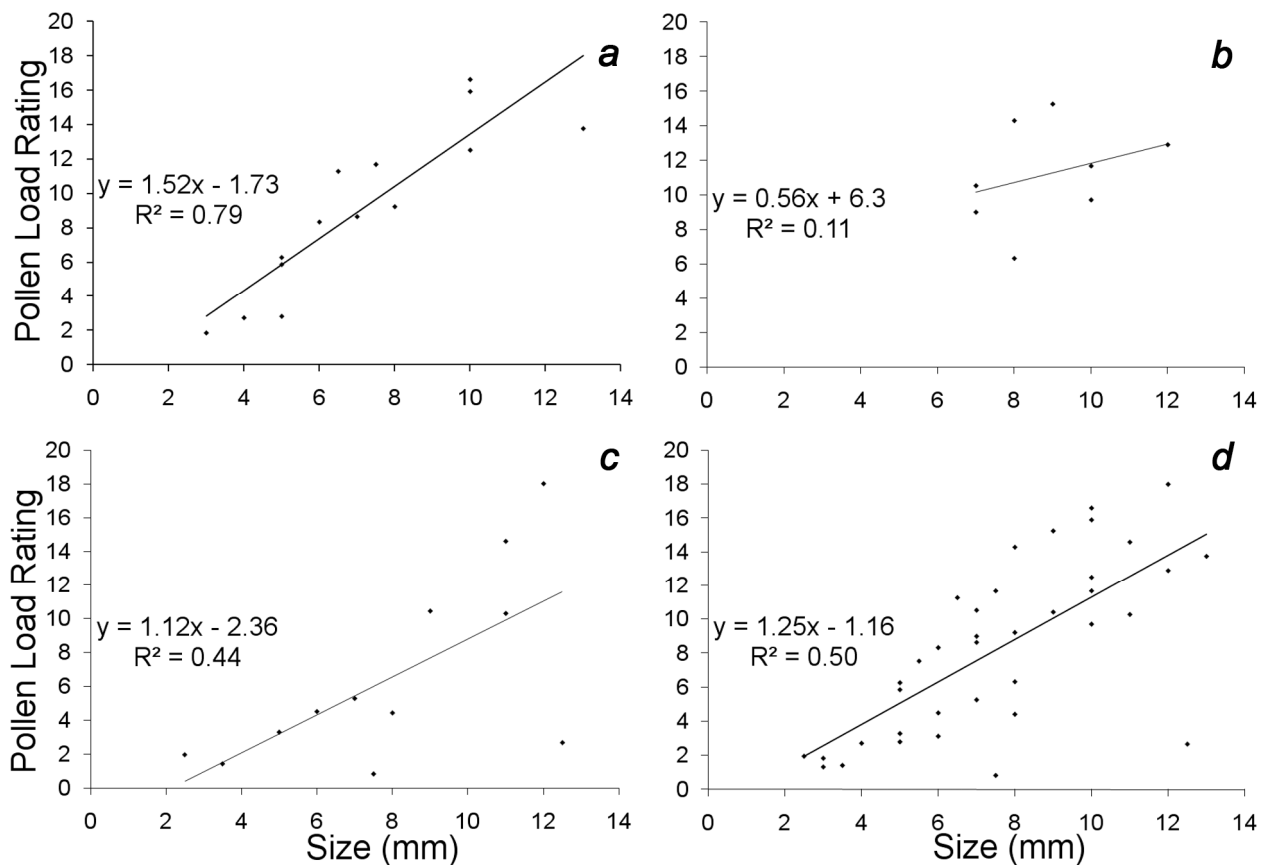 a
Pollen Load Rating
20
18
16
14
12
10
8
6
4
2
0
y = 1.52x - 1.73
R² = 0.79
0 2 4 6 8 10 12 14
b
20
18
16
14
12
10
8
6
4
2
0
y = 0.56x + 6.3
R² = 0.11
0 2 4 6 8 10 12 14
c
Pollen Load Rating
20
18
16
14
12
10
8
6
4
2
0
y = 1.12x - 2.36
R² = 0.44
0 2 4 6 8 10 12 14
Size (mm)
d
20
18
16
14
12
10
8
6
4
2
0
y = 1.25x - 1.16
R² = 0.50
0 2 4 6 8 10 12 14
Size (mm)